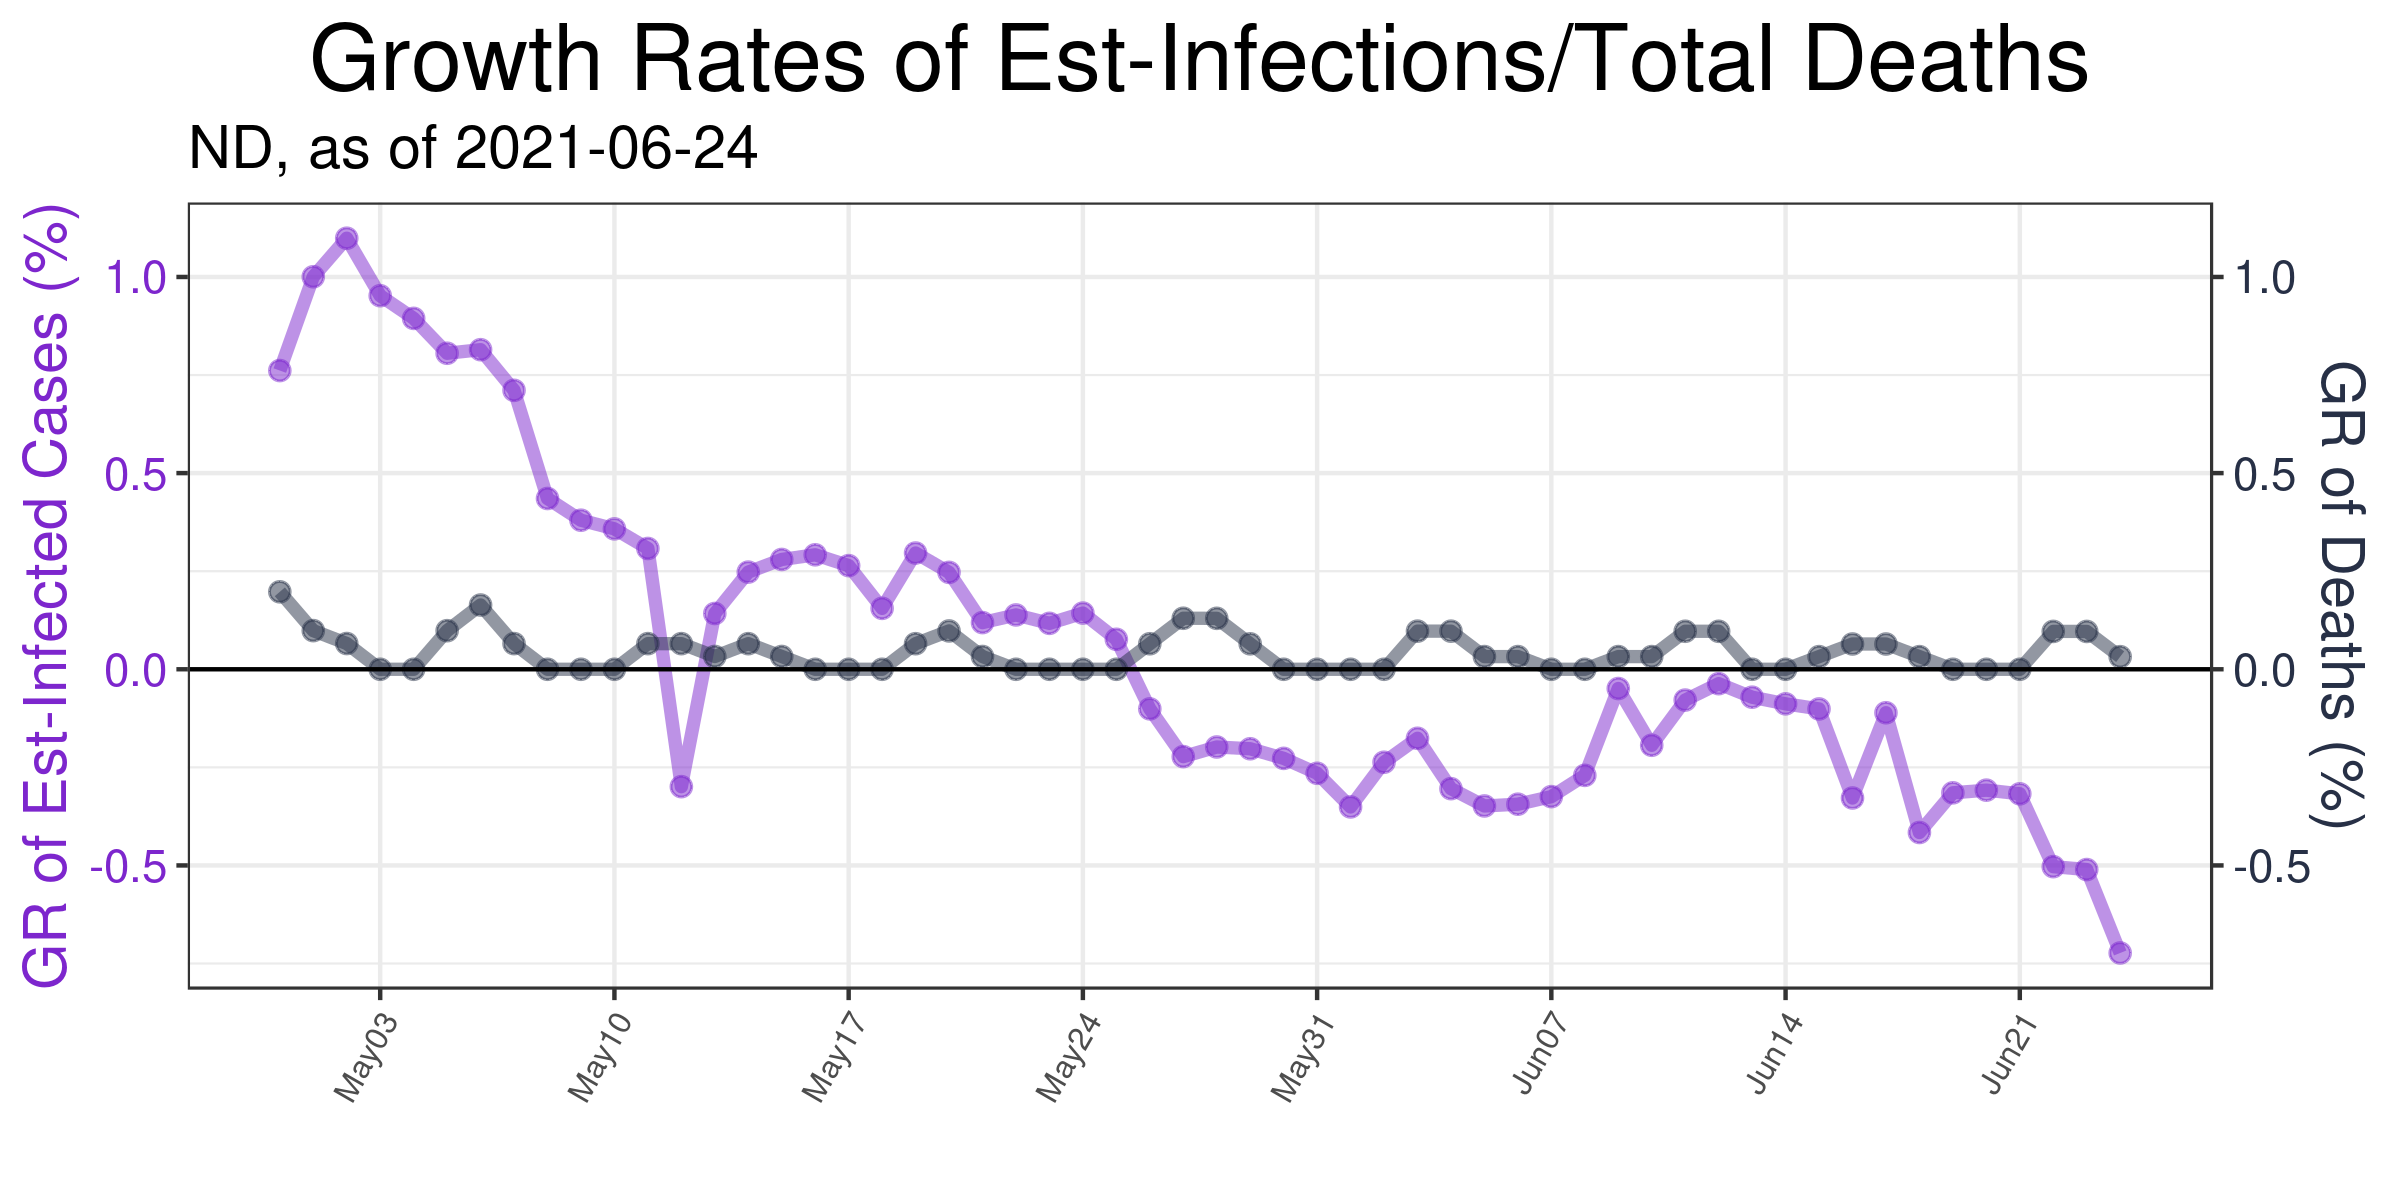 Growth Rates of Est-Infections/Total Deaths
ND, as of 2021-06-24
GR of Est-Infected Cases (%)
1.0
0.5
0.0
-0.5
1.0
0.5
0.0
-0.5
GR of Deaths (%)
May03
May10
May17
May24
May31
Jun07
Jun14
Jun21